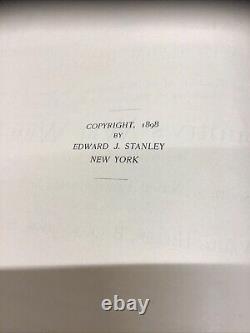 COPYRIGHT, 1898
BY
EDWARD J. STANLEY
NEW YORK